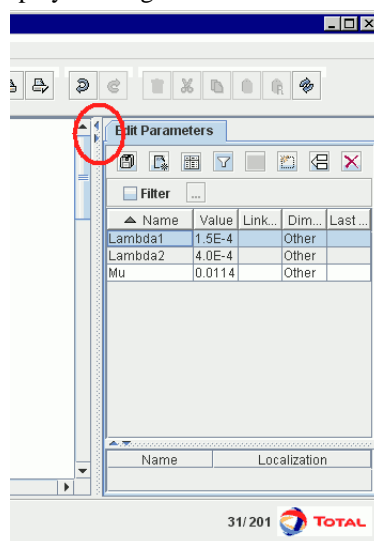 Edit Parameters
Filter ...
Name Value Link... Dim... Last ...
Lambda1 1.5E-4 Other
Lambda2 4.0E-4 Other
Mu 0.0114 Other
Name Localization
31/ 201 TOTAL